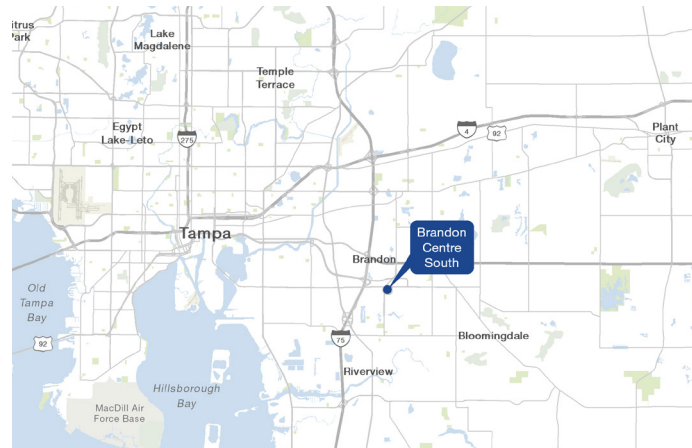 itrus
Park
Lake
Magdalene
Temple
Terrace
Egypt
Lake-Leto
275
4
92
Plant
City
Tampa
Brandon
Centre
South
Brandon
Old
Tampa
Bay
92
75
Bloomingdale
Riverview
Hillsborough
Bay
MacDill Air
Force Base